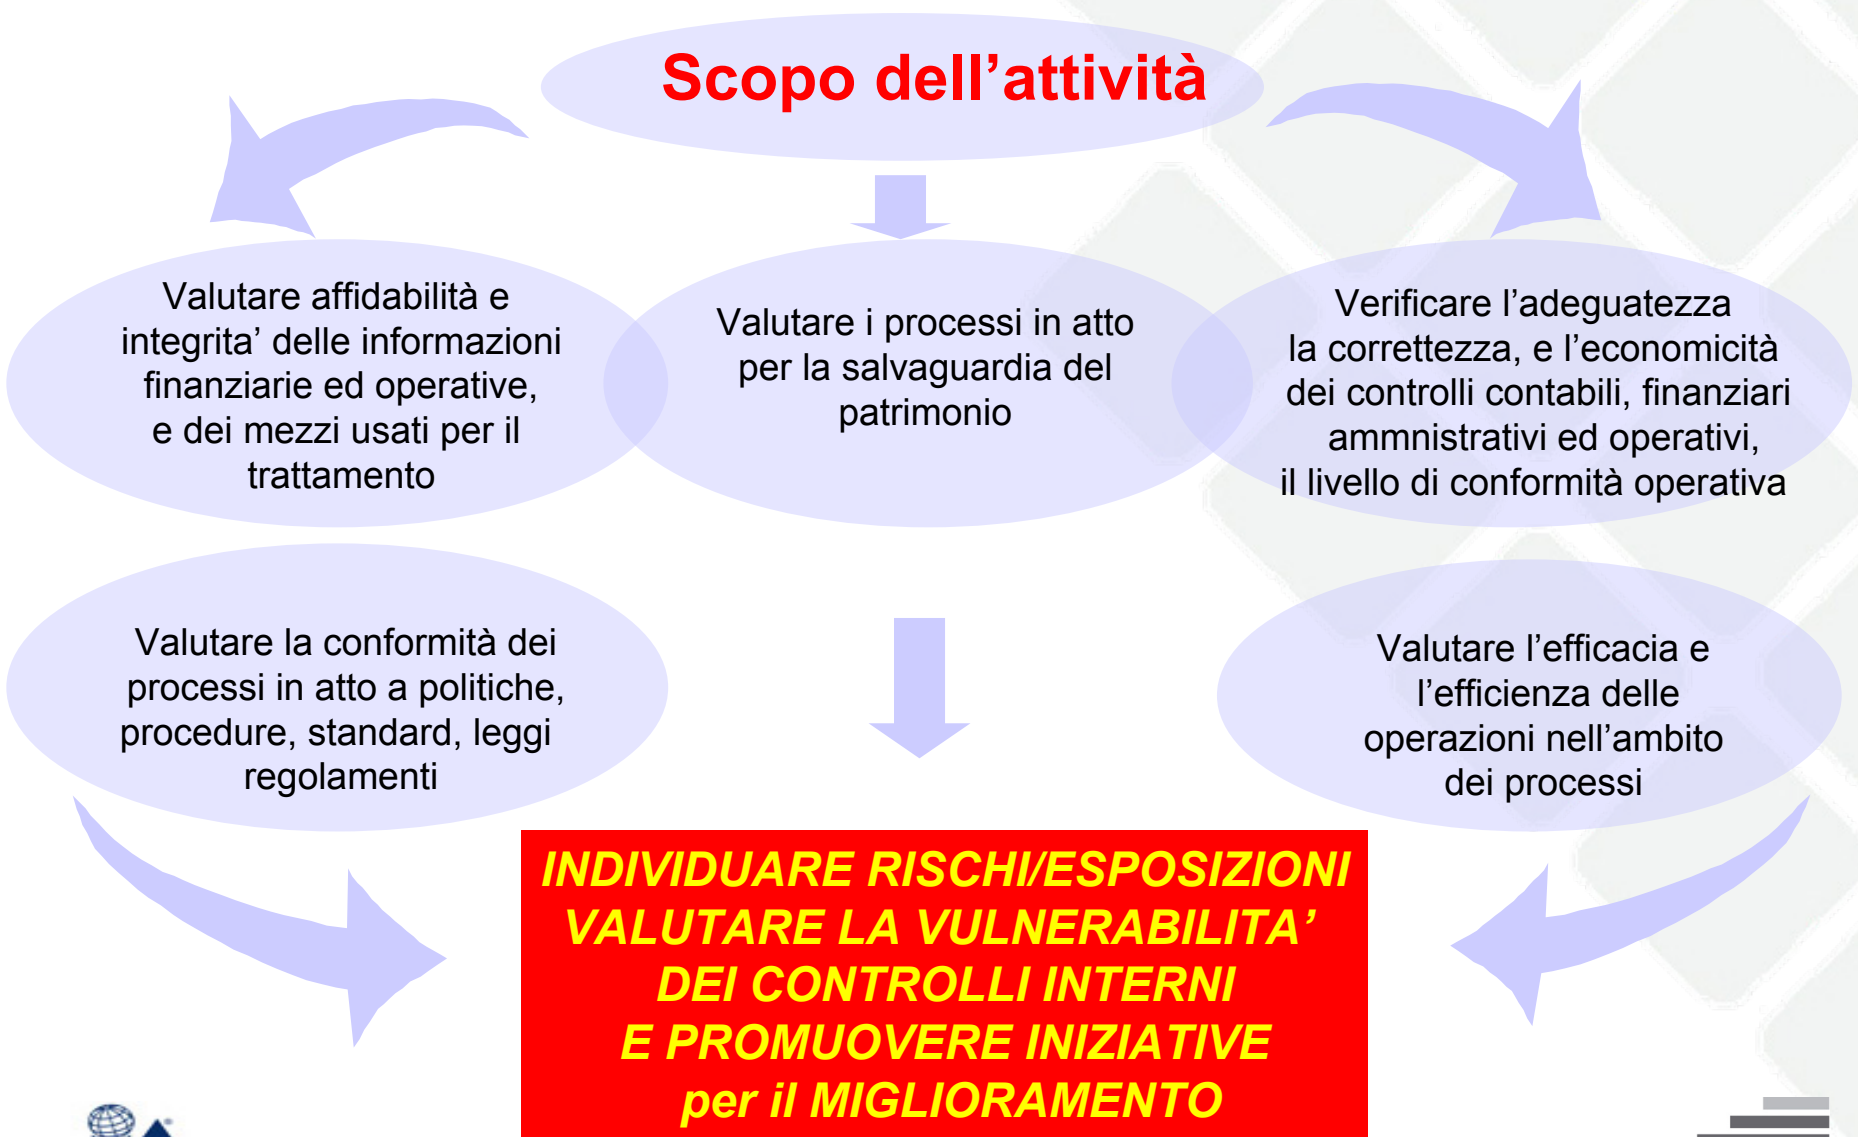 Scopo dell’attività
Valutare affidabilità e
integrita’ delle informazioni
finanziarie ed operative,
e dei mezzi usati per il
trattamento
Valutare i processi in atto
per la salvaguardia del
patrimonio
Verificare l’adeguatezza
la correttezza, e l’economicità
dei controlli contabili, finanziari
ammnistrativi ed operativi,
il livello di conformità operativa
Valutare la conformità dei
processi in atto a politiche,
procedure, standard, leggi
regolamenti
Valutare l’efficacia e
l’efficienza delle
operazioni nell’ambito
dei processi
INDIVIDUARE RISCHI/ESPOSIZIONI
VALUTARE LA VULNERABILITA’
DEI CONTROLLI INTERNI
E PROMUOVERE INIZIATIVE
per il MIGLIORAMENTO